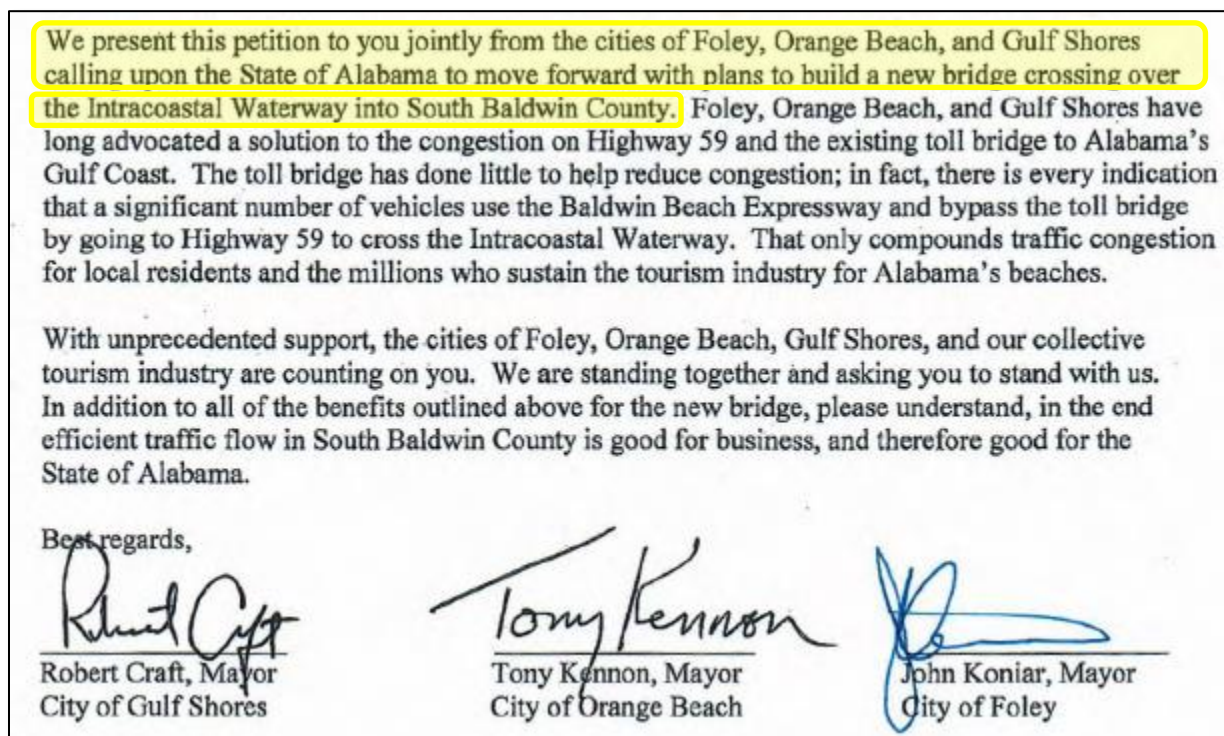 We present this petition to you jointly from the cities of Foley, Orange Beach, and Gulf Shores
calling upon the State of Alabama to move forward with plans to build a new bridge crossing over
the Intracoastal Waterway into South Baldwin County. Foley, Orange Beach, and Gulf Shores have
long advocated a solution to the congestion on Highway 59 and the existing toll bridge to Alabama's
Gulf Coast. The toll bridge has done little to help reduce congestion; in fact, there is every indication
that a significant number of vehicles use the Baldwin Beach Expressway and bypass the toll bridge
by going to Highway 59 to cross the Intracoastal Waterway. That only compounds traffic congestion
for local residents and the millions who sustain the tourism industry for Alabama's beaches.
With unprecedented support, the cities of Foley, Orange Beach, Gulf Shores, and our collective
tourism industry are counting on you. We are standing together and asking you to stand with us.
In addition to all of the benefits outlined above for the new bridge, please understand, in the end
efficient traffic flow in South Baldwin County is good for business, and therefore good for the
State of Alabama.
Best regards,
Robert Craft Tony Kennon
Robert Craft, Mayor Tony Kennon, Mayor John Koniar, Mayor
City of Gulf Shores City of Orange Beach City of Foley